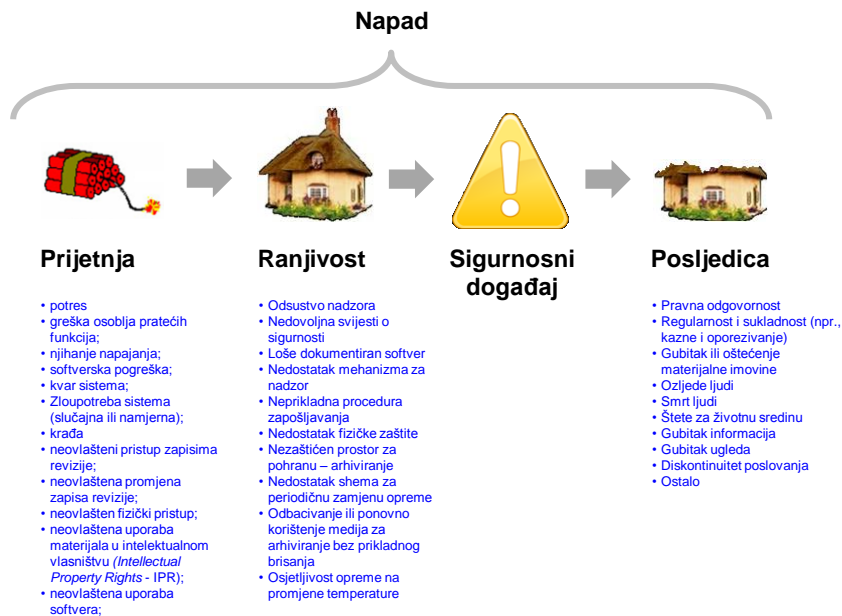 Napad
Prijetnja
• potres
• greška osoblja pratećih
funkcija;
• njihanje napajanja;
• softverska pogreška;
• kvar sistema;
• Zloupotreba sistema
(slučajna ili namjerna);
• krađa
• neovlašteni pristup zapisima
revizije;
• neovlaštena promjena
zapisa revizije;
• neovlašten fizički pristup;
• neovlaštena uporaba
materijala u intelektualnom
vlasništvu (Intellectual
Property Rights - IPR);
• neovlaštena uporaba
softvera;
Ranjivost
• Odsustvo nadzora
• Nedovoljna svijesti o
sigurnosti
• Loše dokumentiran softver
• Nedostatak mehanizma za
nadzor
• Neprikladna procedura
zapošljavanja
• Nedostatak fizičke zaštite
• Nezaštićen prostor za
pohranu – arhiviranje
• Nedostatak shema za
periodičnu zamjenu opreme
• Odbacivanje ili ponovno
korištenje medija za
arhiviranje bez prikladnog
brisanja
• Osjetljivost opreme na
promjene temperature
Sigurnosni
događaj
Posljedica
• Pravna odgovornost
• Regularnost i sukladnost (npr.,
kazne i oporezivanje)
• Gubitak ili oštećenje
materijalne imovine
• Ozljede ljudi
• Smrt ljudi
• Štete za životnu sredinu
• Gubitak informacija
• Gubitak ugleda
• Diskontinuitet poslovanja
• Ostalo